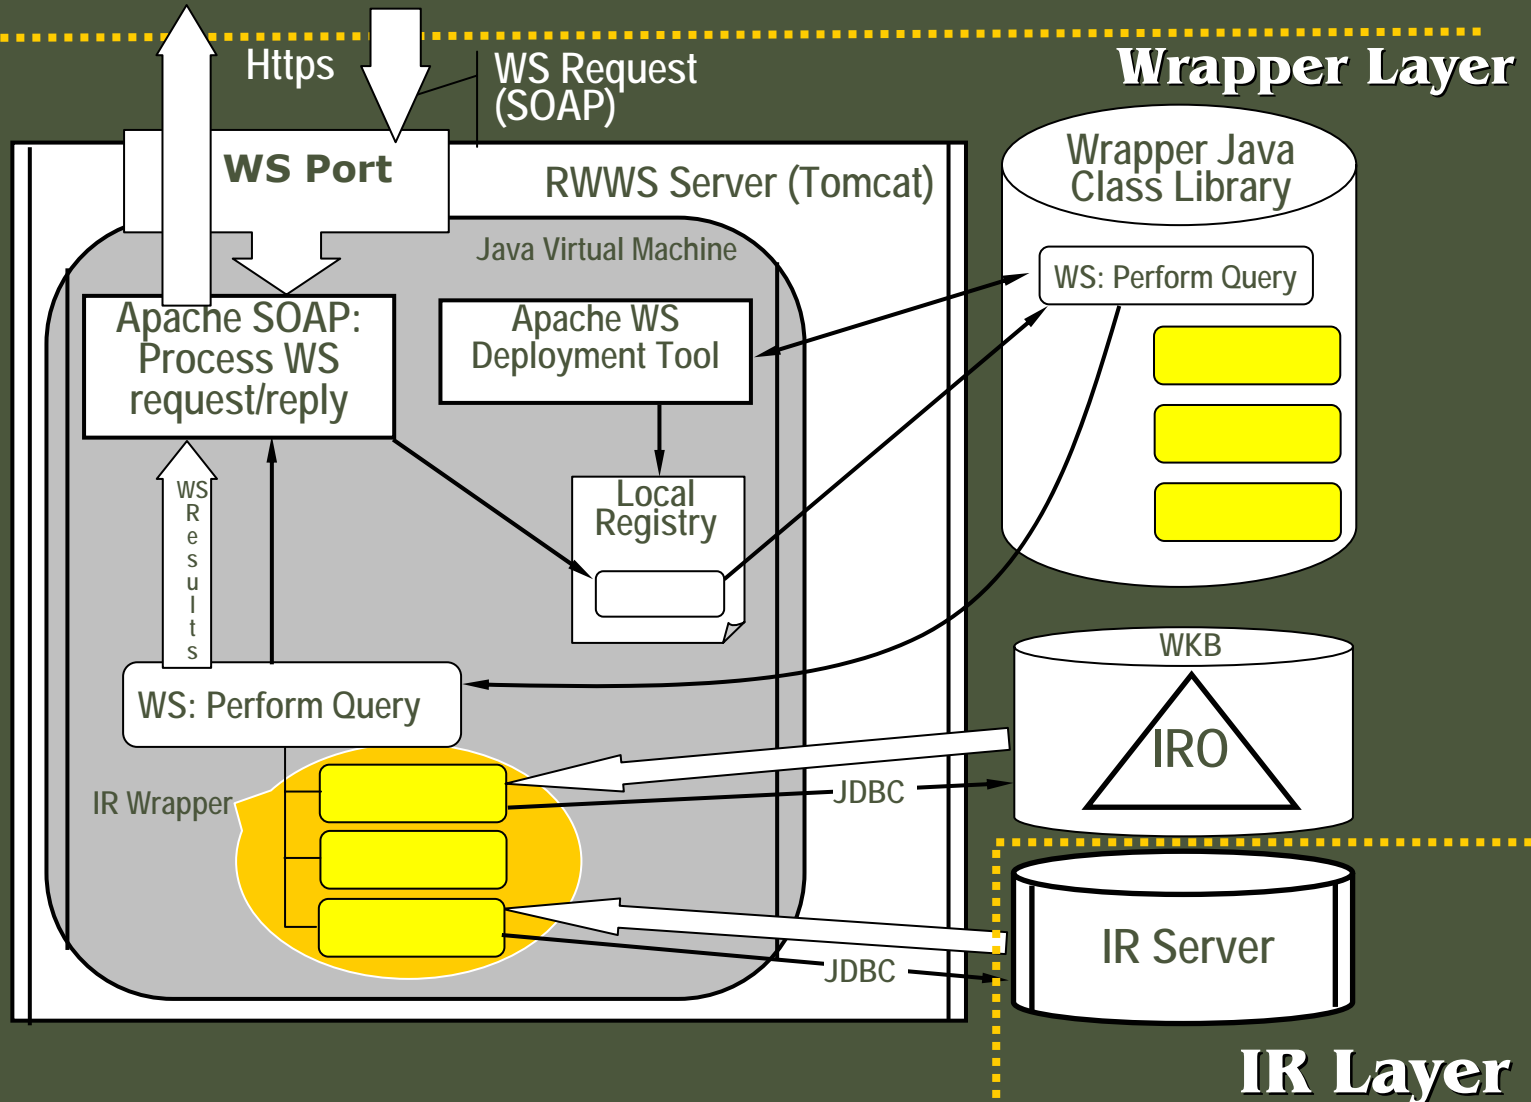 Https
WS Request
(SOAP)
Wrapper Layer
WS Port
RWWS Server (Tomcat)
Wrapper Java
Class Library
Java Virtual Machine
WS: Perform Query
Apache SOAP:
Process WS
request/reply
Apache WS
Deployment Tool
Local
Registry
WS
R
e
s
u
l
t
s
WS: Perform Query
WKB
IRO
IR Wrapper
JDBC
IR Server
JDBC
IR Layer